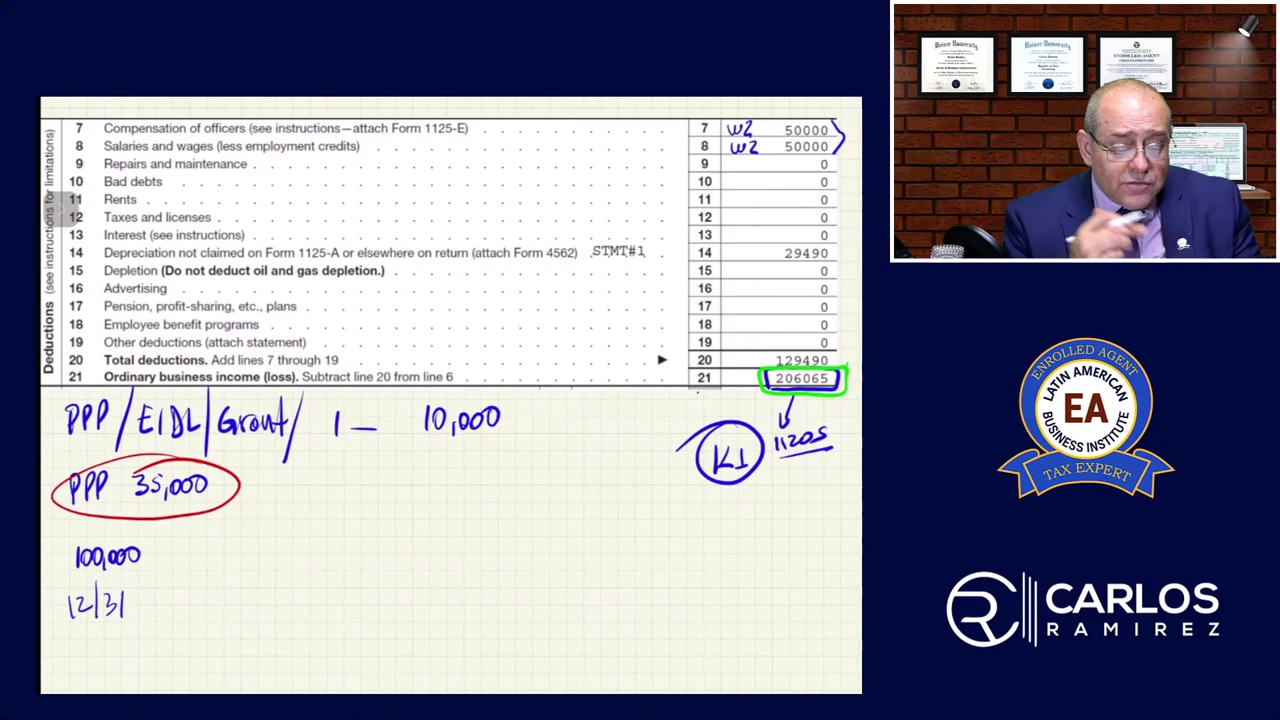 Deductions (see instructions for limitations)
7 Compensation of officers (see instructions—attach Form 1125-E) 7 W2 50000
8 Salaries and wages (less employment credits) 8 W2 50000
9 Repairs and maintenance 9 0
10 Bad debts 10 0
11 Rents 11 0
12 Taxes and licenses 12 0
13 Interest (see instructions) 13 0
14 Depreciation not claimed on Form 1125-A or elsewhere on return (attach Form 4562) STMT#1 14 29490
15 Depletion (Do not deduct oil and gas depletion.) 15 0
16 Advertising 16 0
17 Pension, profit-sharing, etc., plans 17 0
18 Employee benefit programs 18 0
19 Other deductions (attach statement) 19 0
20 Total deductions. Add lines 7 through 19 20 129490
21 Ordinary business income (loss). Subtract line 20 from line 6 21 206065
PPP / EIDL | Grant / 1 — 10,000
1120S
K1
PPP 35,000
100,000
12/31
ENROLLED AGENT
LATIN AMERICAN
EA
BUSINESS INSTITUTE
TAX EXPERT
CARLOS
RAMIREZ